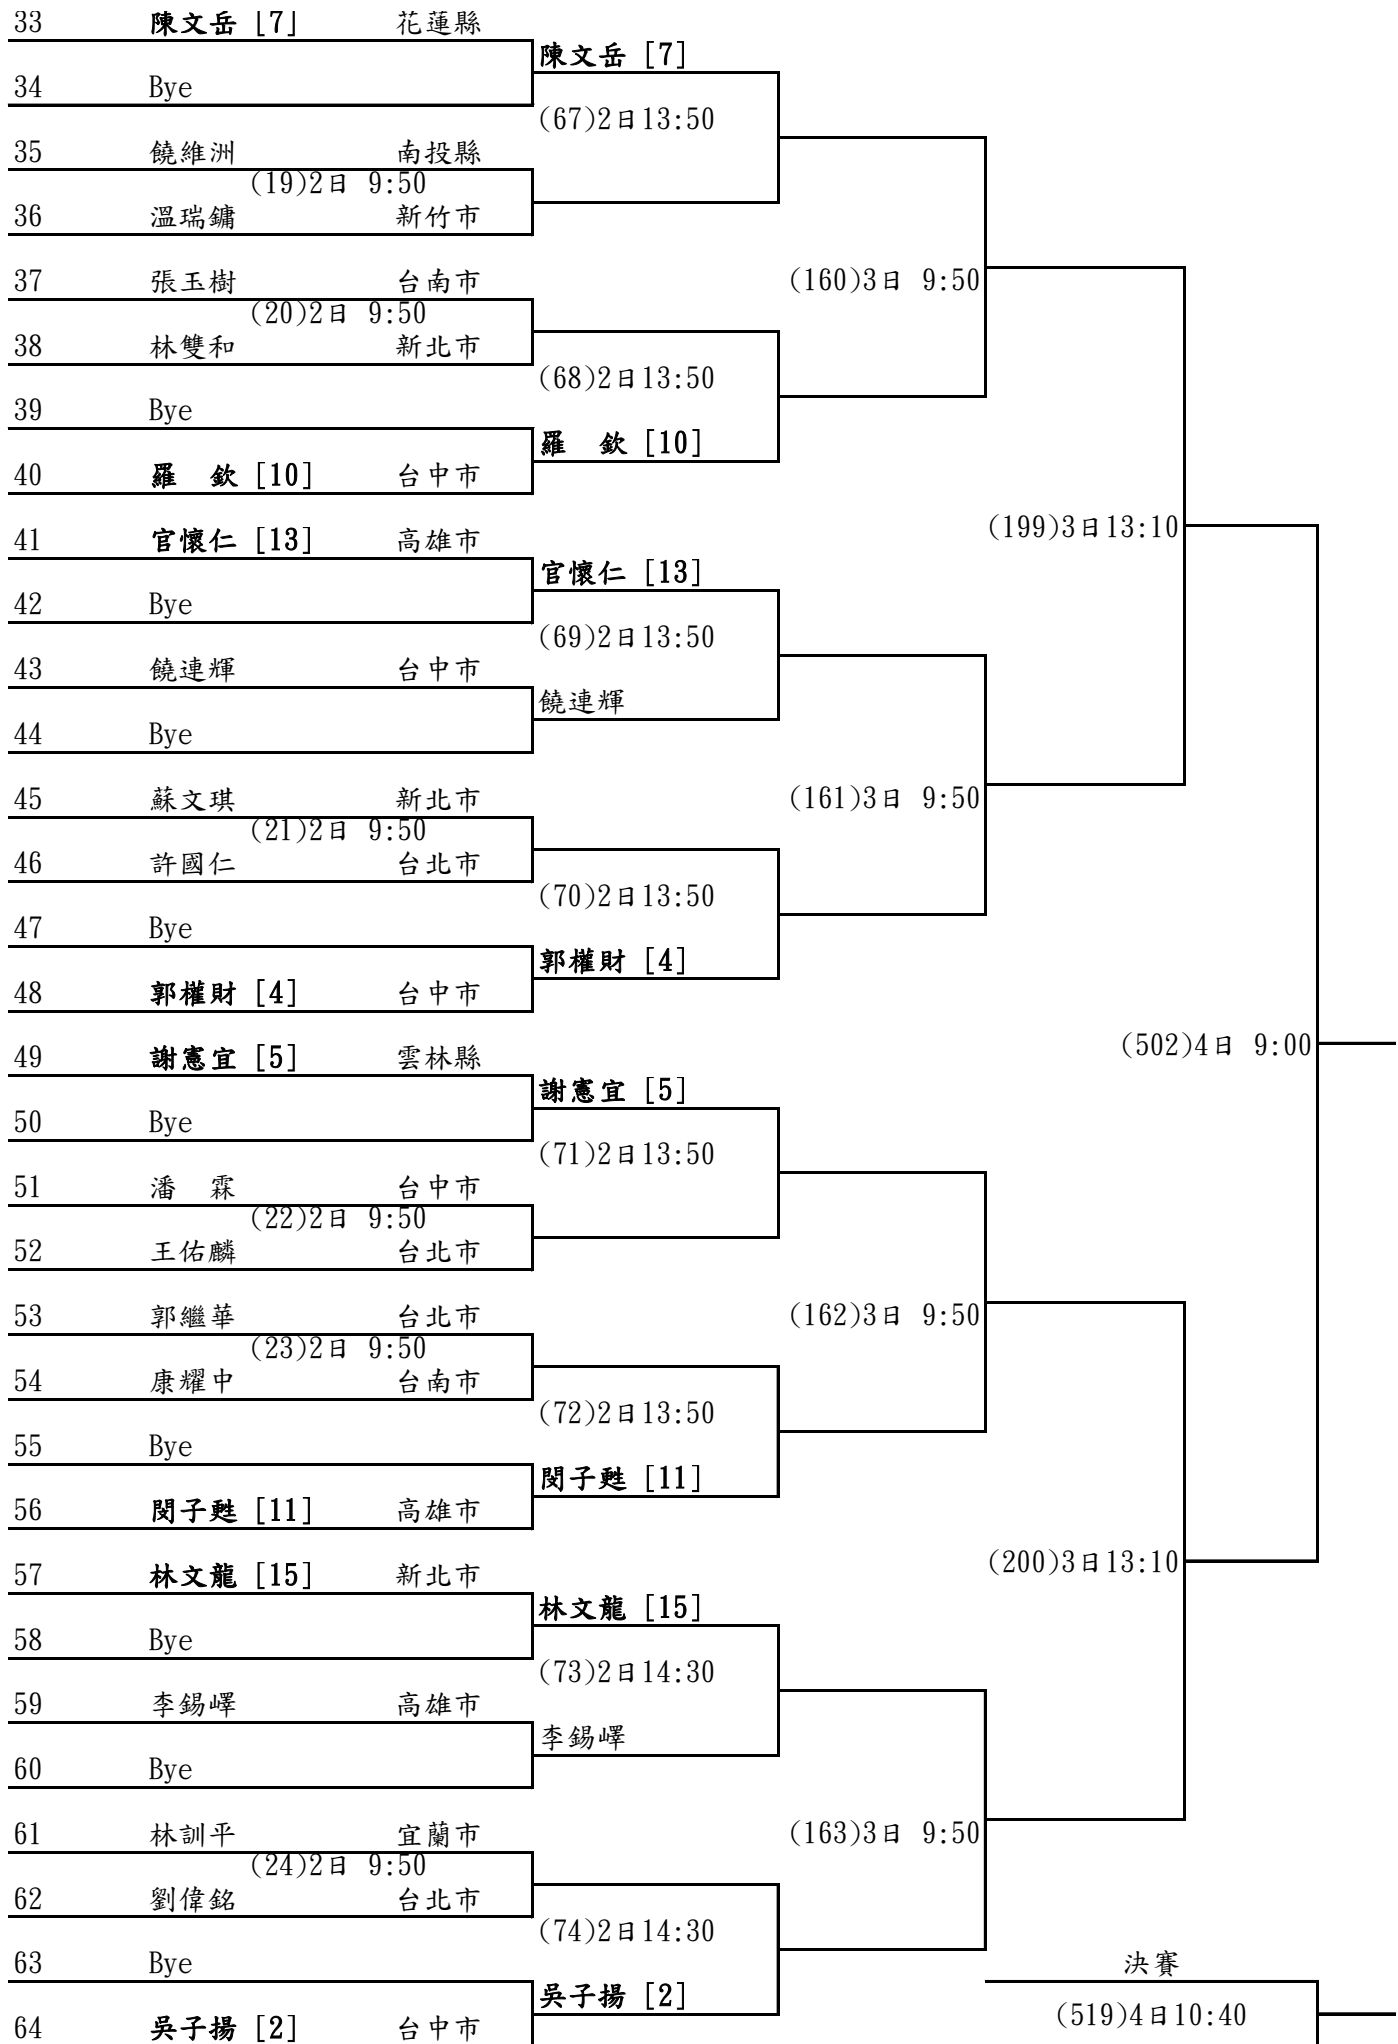 33 陳文岳 [7] 花蓮縣
陳文岳 [7]
34 Bye
(67)2日13:50
35 饒維洲 南投縣
(19)2日 9:50
36 溫瑞鏞 新竹市
37 張玉樹 台南市
(160)3日 9:50
(20)2日 9:50
38 林雙和 新北市
(68)2日13:50
39 Bye
羅 欽 [10]
40 羅 欽 [10] 台中市
(199)3日13:10
41 官懷仁 [13] 高雄市
官懷仁 [13]
42 Bye
(69)2日13:50
43 饒連輝 台中市
饒連輝
44 Bye
45 蘇文琪 新北市
(161)3日 9:50
(21)2日 9:50
46 許國仁 台北市
(70)2日13:50
47 Bye
郭權財 [4]
48 郭權財 [4] 台中市
(502)4日 9:00
49 謝憲宜 [5] 雲林縣
謝憲宜 [5]
50 Bye
(71)2日13:50
51 潘 霖 台中市
(22)2日 9:50
52 王佑麟 台北市
53 郭繼華 台北市
(162)3日 9:50
(23)2日 9:50
54 康耀中 台南市
(72)2日13:50
55 Bye
閔子甦 [11]
56 閔子甦 [11] 高雄市
(200)3日13:10
57 林文龍 [15] 新北市
林文龍 [15]
58 Bye
(73)2日14:30
59 李錫嶧 高雄市
李錫嶧
60 Bye
61 林訓平 宜蘭市
(163)3日 9:50
(24)2日 9:50
62 劉偉銘 台北市
(74)2日14:30
63 Bye
決賽
吳子揚 [2]
(519)4日10:40
64 吳子揚 [2] 台中市